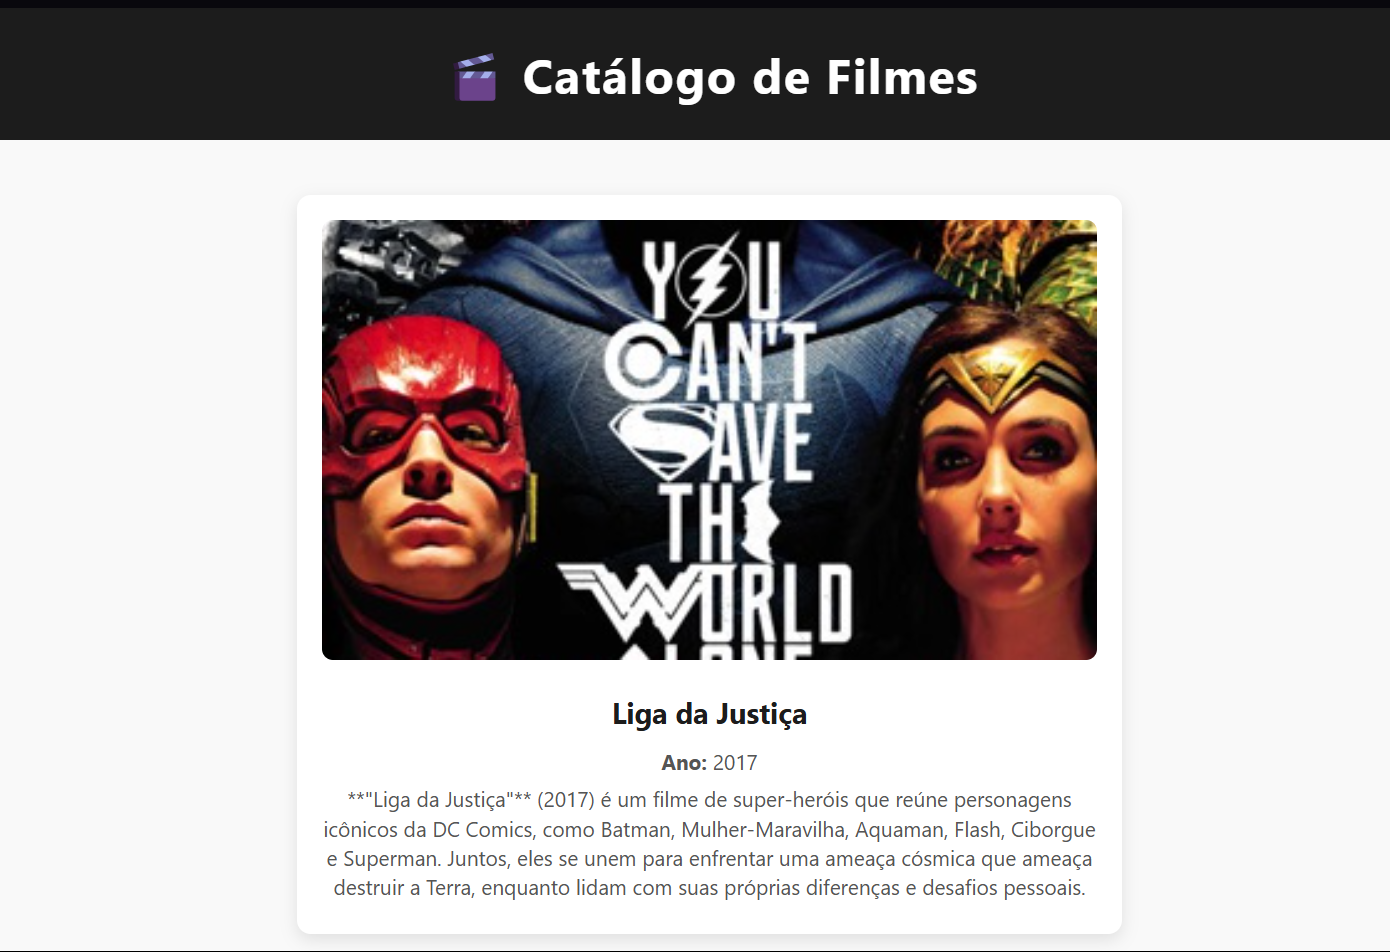 Catálogo de Filmes
YOU
CAN'T
SAVE
THE
WORLD
ALONE
Liga da Justiça
Ano: 2017
**"Liga da Justiça"** (2017) é um filme de super-heróis que reúne personagens
icônicos da DC Comics, como Batman, Mulher-Maravilha, Aquaman, Flash, Ciborgue
e Superman. Juntos, eles se unem para enfrentar uma ameaça cósmica que ameaça
destruir a Terra, enquanto lidam com suas próprias diferenças e desafios pessoais.